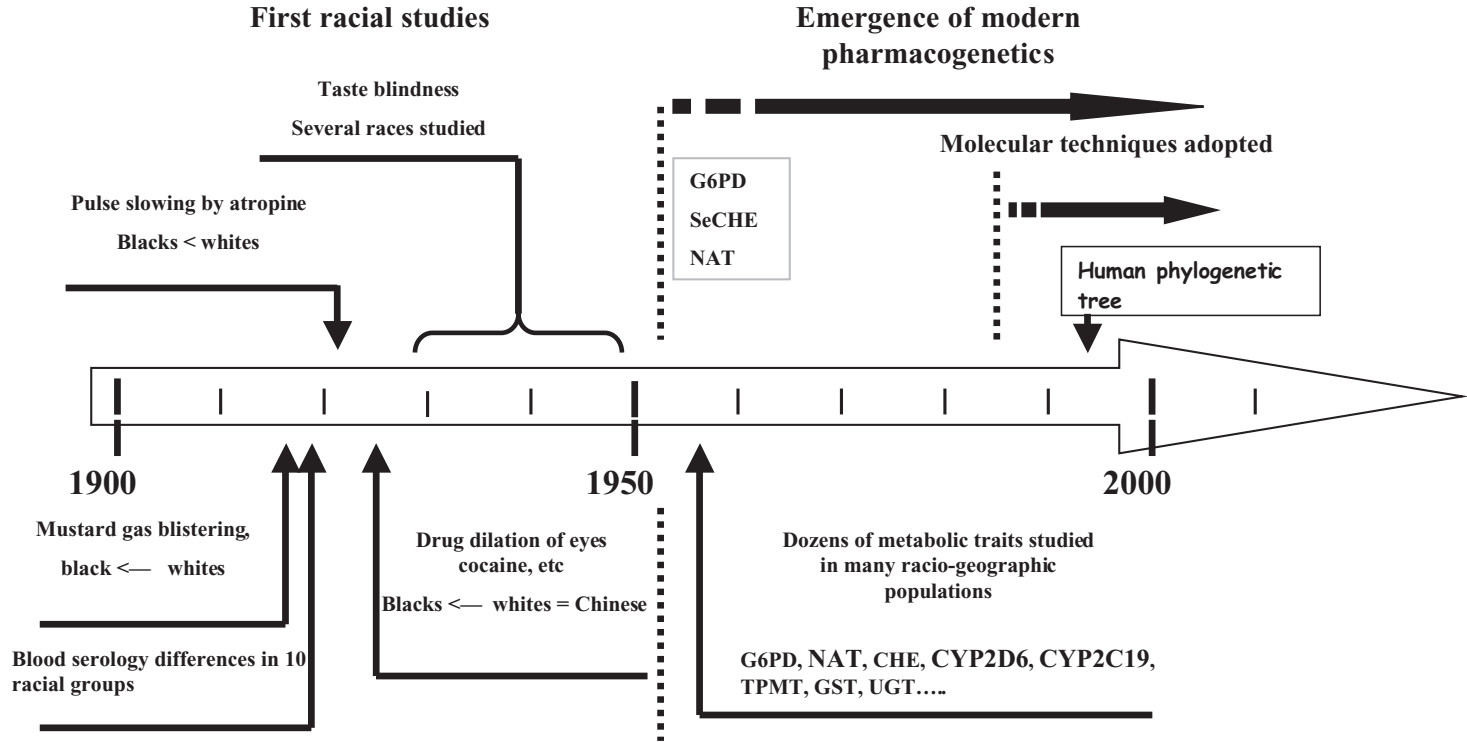 First racial studies
Emergence of modern
pharmacogenetics
Taste blindness
Several races studied
Molecular techniques adopted
G6PD
SeCHE
NAT
Pulse slowing by atropine
Blacks < whites
Human phylogenetic
tree
1900
1950
2000
Mustard gas blistering,
black <— whites
Drug dilation of eyes
cocaine, etc
Blacks <— whites = Chinese
Dozens of metabolic traits studied
in many racio-geographic
populations
Blood serology differences in 10
racial groups
G6PD, NAT, CHE, CYP2D6, CYP2C19,
TPMT, GST, UGT…..